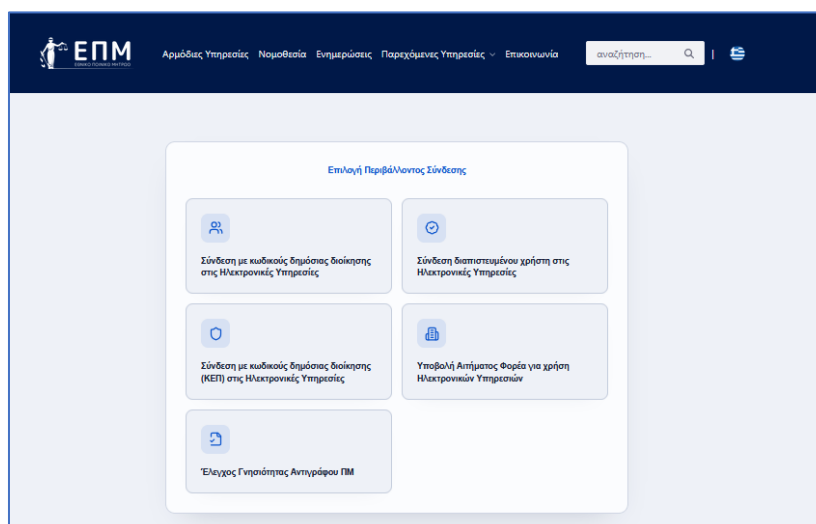 ΕΠΜ
ΕΘΝΙΚΟ ΠΟΙΝΙΚΟ ΜΗΤΡΩΟ
Αρμόδιες Υπηρεσίες Νομοθεσία Ενημερώσεις Παρεχόμενες Υπηρεσίες Επικοινωνία
αναζήτηση...
Επιλογή Περιβάλλοντος Σύνδεσης
Σύνδεση με κωδικούς δημόσιας διοίκησης
στις Ηλεκτρονικές Υπηρεσίες
Σύνδεση διαπιστευμένου χρήστη στις
Ηλεκτρονικές Υπηρεσίες
Σύνδεση με κωδικούς δημόσιας διοίκησης
(ΚΕΠ) στις Ηλεκτρονικές Υπηρεσίες
Υποβολή Αιτήματος Φορέα για χρήση
Ηλεκτρονικών Υπηρεσιών
Έλεγχος Γνησιότητας Αντιγράφου ΠΜ